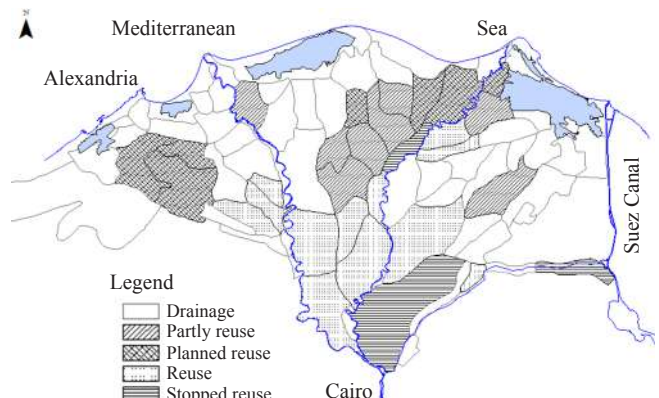 N
Mediterranean
Sea
Alexandria
Suez Canal
Legend
Drainage
Partly reuse
Planned reuse
Reuse
Stopped reuse
Cairo